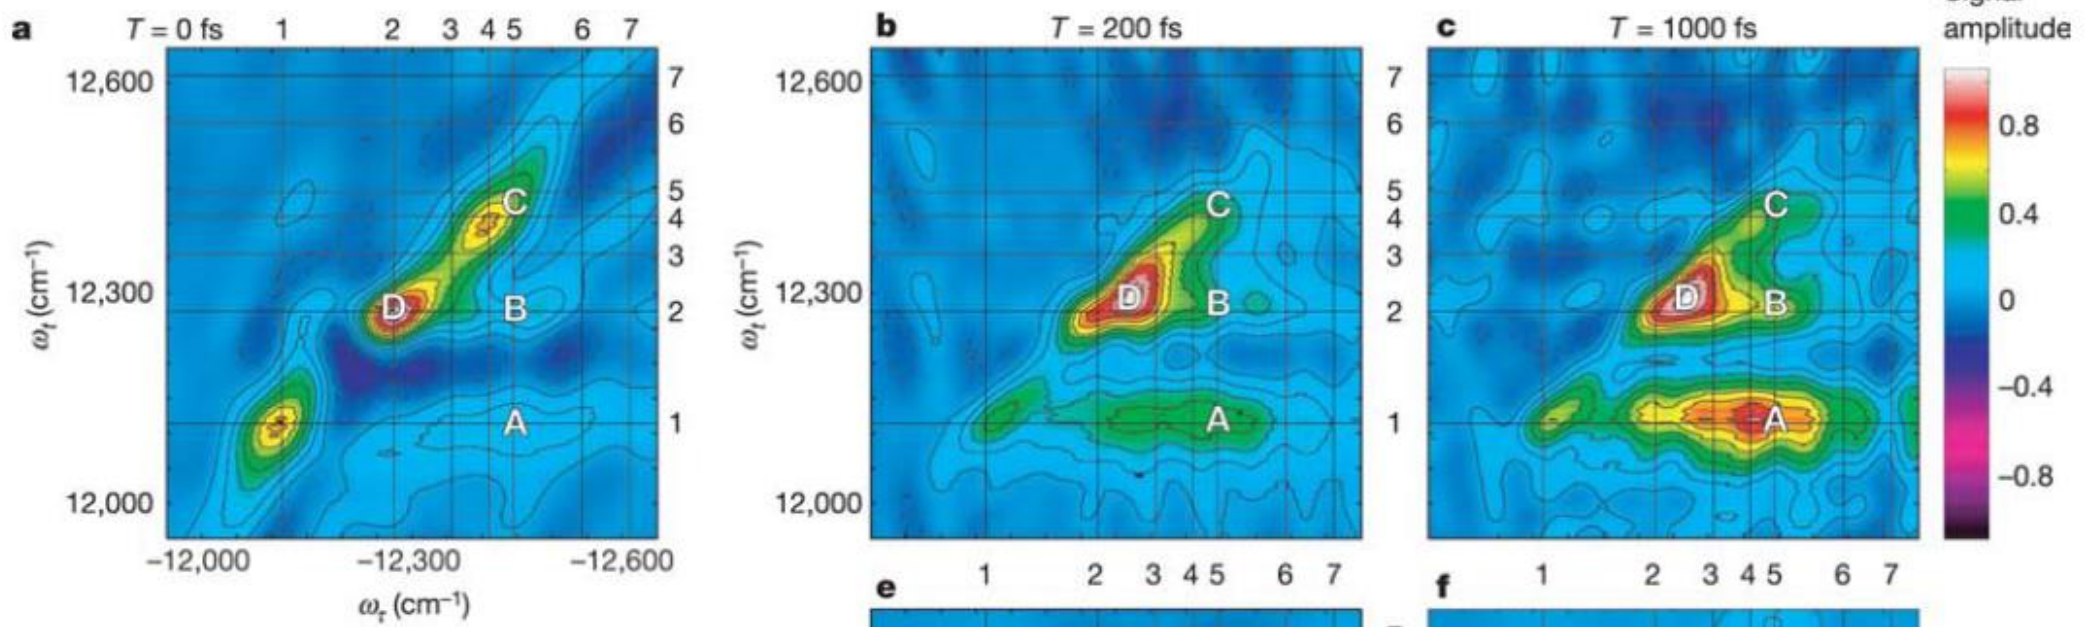 a T = 0 fs 1 2 3 4 5 6 7
b T = 200 fs
c T = 1000 fs
amplitude
12,600
12,300
12,000
ωt (cm−1)
7
6
5
4
3
2
1
D
C
B
A
−12,000 −12,300 −12,600
ωτ (cm−1)
12,600
12,300
12,000
ωt (cm−1)
C
D
B
A
1 2 3 4 5 6 7
7
6
5
4
3
2
1
C
D
B
A
1 2 3 4 5 6 7
0.8
0.4
0
−0.4
−0.8
e
f